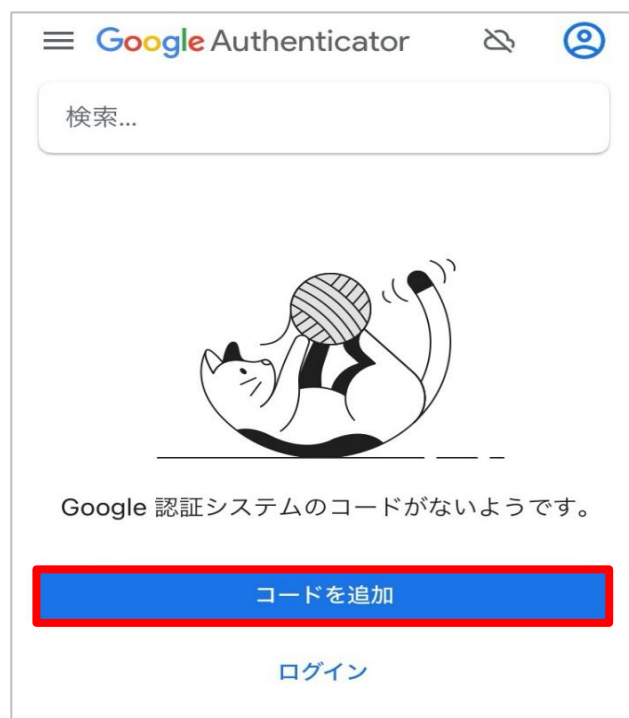 Google Authenticator
検索...
Google 認証システムのコードがないようです。
コードを追加
ログイン